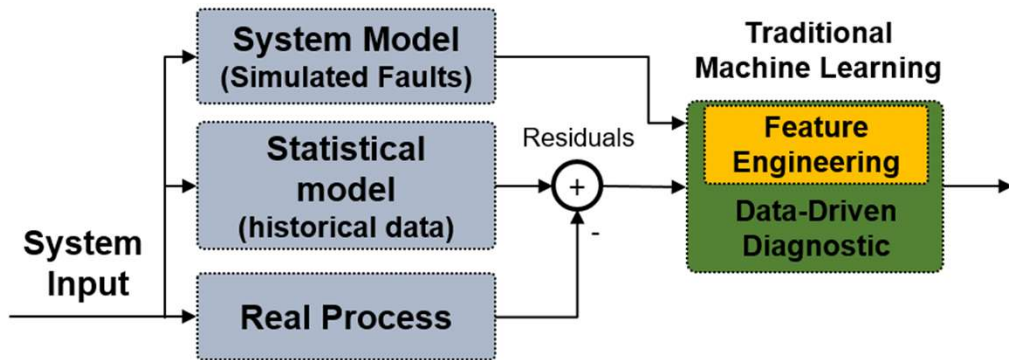 System Model
(Simulated Faults)
Traditional
Machine Learning
Statistical
model
(historical data)
Residuals
+
-
Feature
Engineering
Data-Driven
Diagnostic
System
Input
Real Process